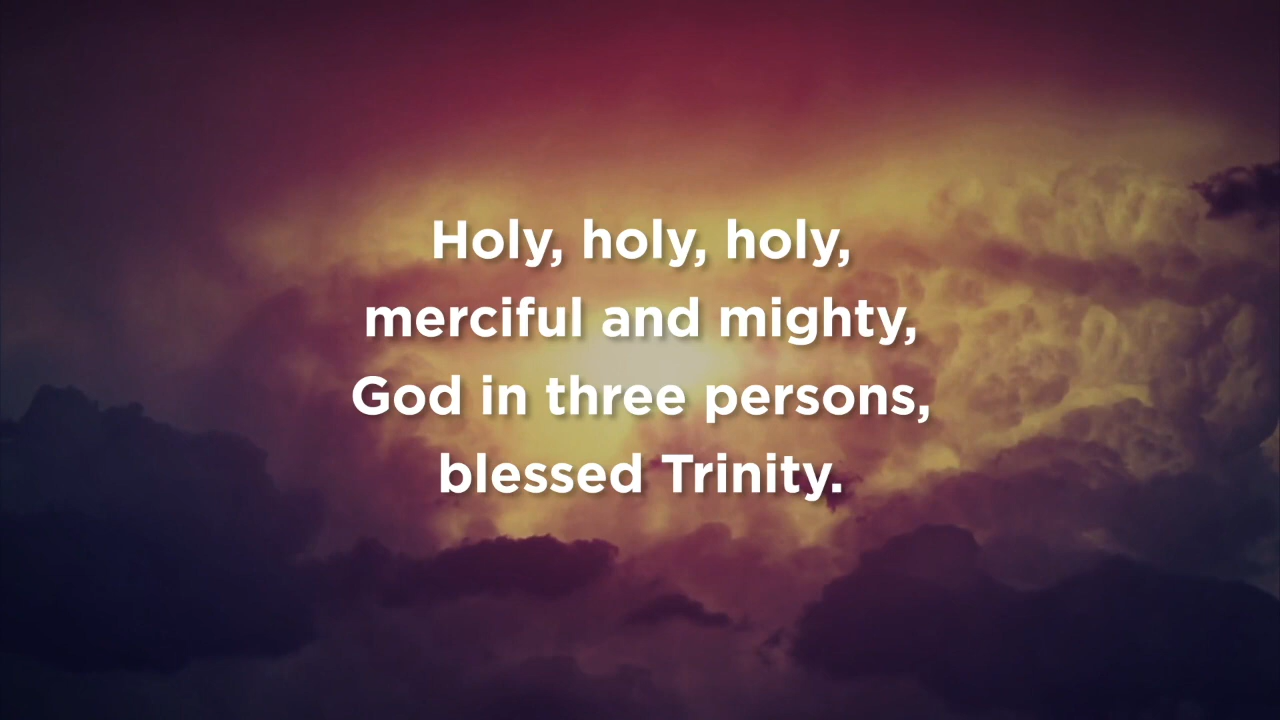 Holy, holy, holy,
merciful and mighty,
God in three persons,
blessed Trinity.